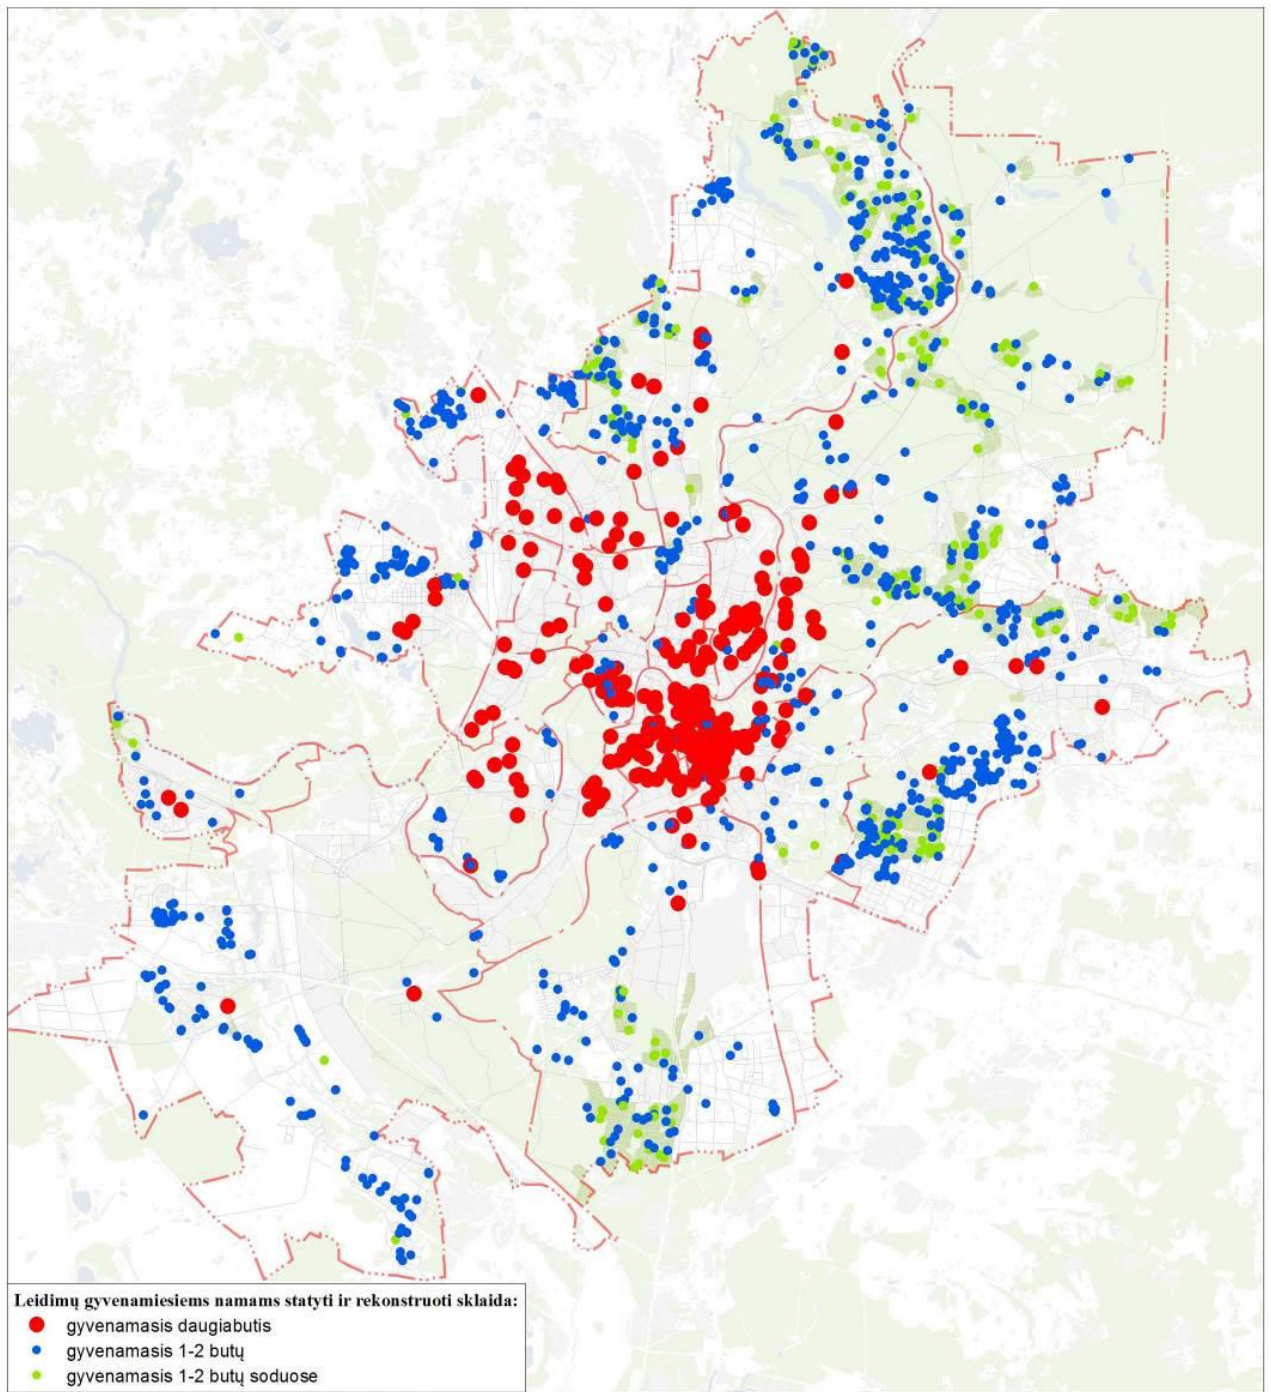 Leidimų gyvenamiesiems namams statyti ir rekonstruoti sklaida:
gyvenamasis daugiabutis
gyvenamasis 1-2 butų
gyvenamasis 1-2 butų soduose